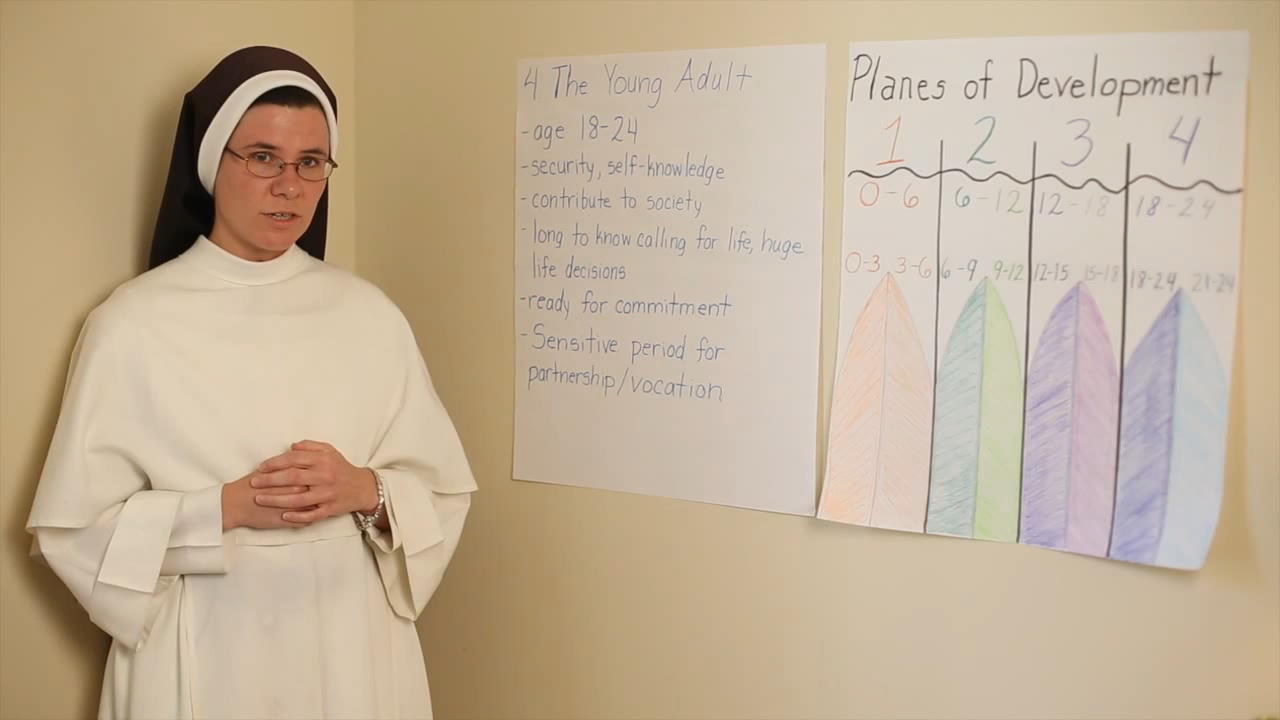 4 The Young Adult
- age 18-24
- security, self-knowledge
- contribute to society
- long to know calling for life, huge
life decisions
- ready for commitment
- Sensitive period for
partnership/vocation
Planes of Development
1 2 3 4
0-6 6-12 12-18 18-24
0-3 3-6 6-9 9-12 12-15 15-18 18-24 21-24